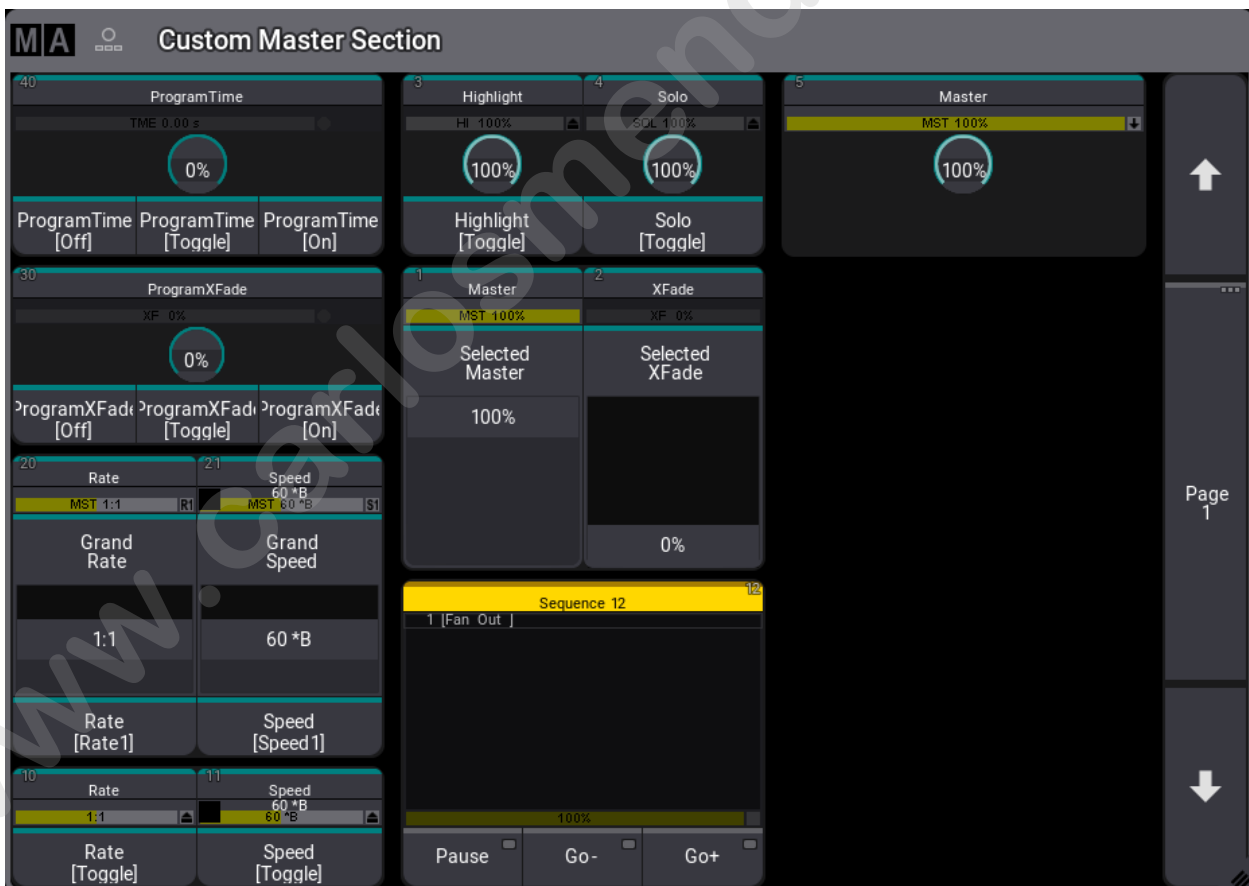 MA Custom Master Section
40
ProgramTime
TME 0.00 s
0%
ProgramTime [Off]
ProgramTime [Toggle]
ProgramTime [On]
3
Highlight
HI 100%
100%
Highlight
[Toggle]
4
Solo
SOL 100%
100%
Solo
[Toggle]
5
Master
MST 100%
100%
30
ProgramXFade
XF 0%
0%
ProgramXFade [Off]
ProgramXFade [Toggle]
ProgramXFade [On]
1
Master
MST 100%
Selected
Master
100%
2
XFade
XF 0%
Selected
XFade
0%
20
Rate
MST 1:1 R1
Grand
Rate
1:1
Rate
[Rate1]
21
Speed
60 *B
MST 60 *B S1
Grand
Speed
60 *B
Speed
[Speed1]
12
Sequence 12
1 [Fan Out ]
100%
Pause
Go-
Go+
10
Rate
1:1
Rate
[Toggle]
11
Speed
60 *B
60 *B
Speed
[Toggle]
Page
1
www.carlosmend